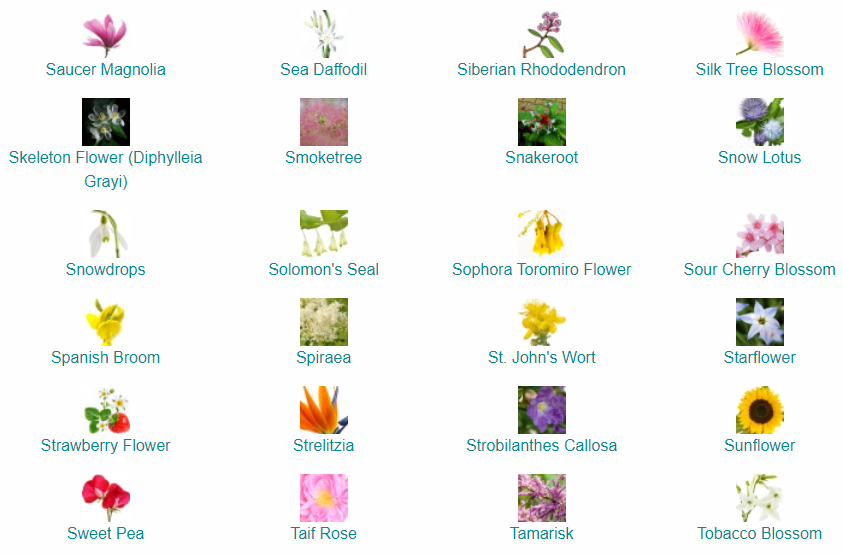 Saucer Magnolia
Sea Daffodil
Siberian Rhododendron
Silk Tree Blossom
Skeleton Flower (Diphylleia
Grayi)
Smoketree
Snakeroot
Snow Lotus
Snowdrops
Solomon's Seal
Sophora Toromiro Flower
Sour Cherry Blossom
Spanish Broom
Spiraea
St. John's Wort
Starflower
Strawberry Flower
Strelitzia
Strobilanthes Callosa
Sunflower
Sweet Pea
Taif Rose
Tamarisk
Tobacco Blossom